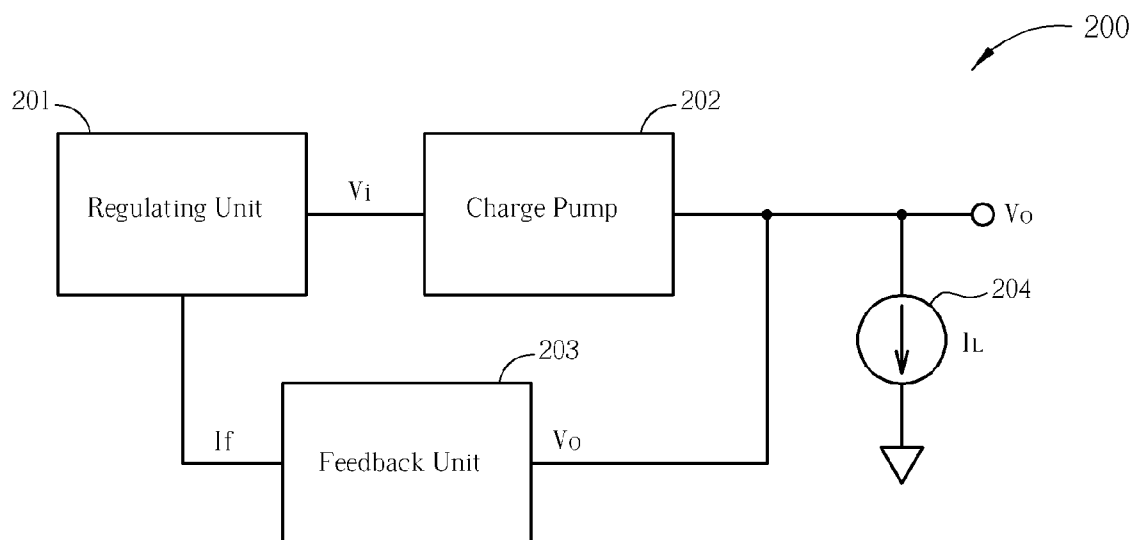 200
201
202
Regulating Unit
Vi
Charge Pump
Vo
204
IL
203
If
Feedback Unit
Vo